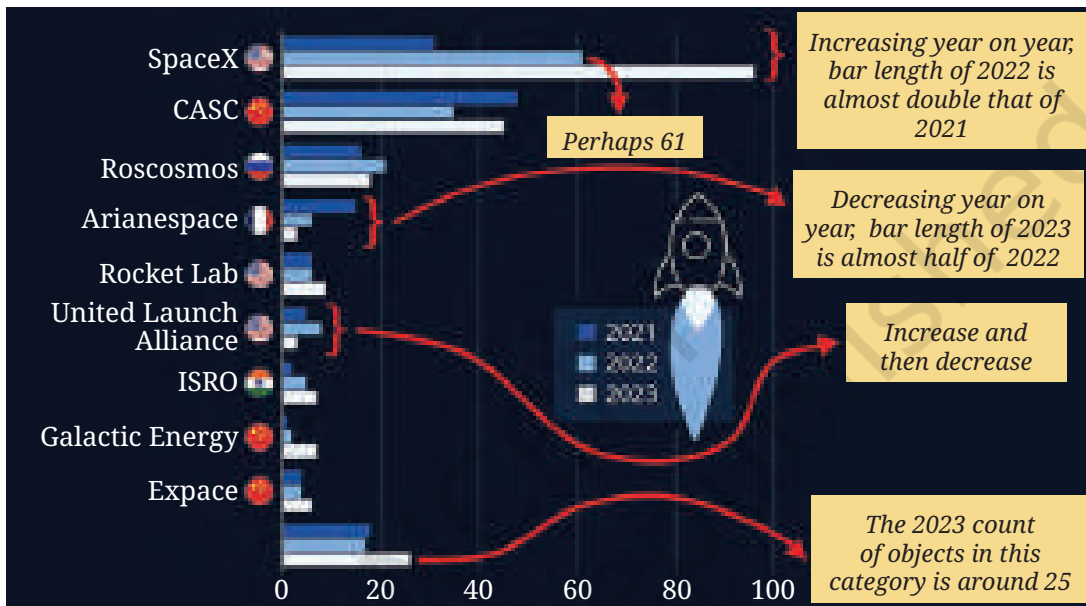 SpaceX
CASC
Roscosmos
Arianespace
Rocket Lab
United Launch
Alliance
ISRO
Galactic Energy
Expace
0 20 40 60 80 100
2021
2022
2023
Perhaps 61
Increasing year on year,
bar length of 2022 is
almost double that of
2021
Decreasing year on
year, bar length of 2023
is almost half of 2022
Increase and
then decrease
The 2023 count
of objects in this
category is around 25